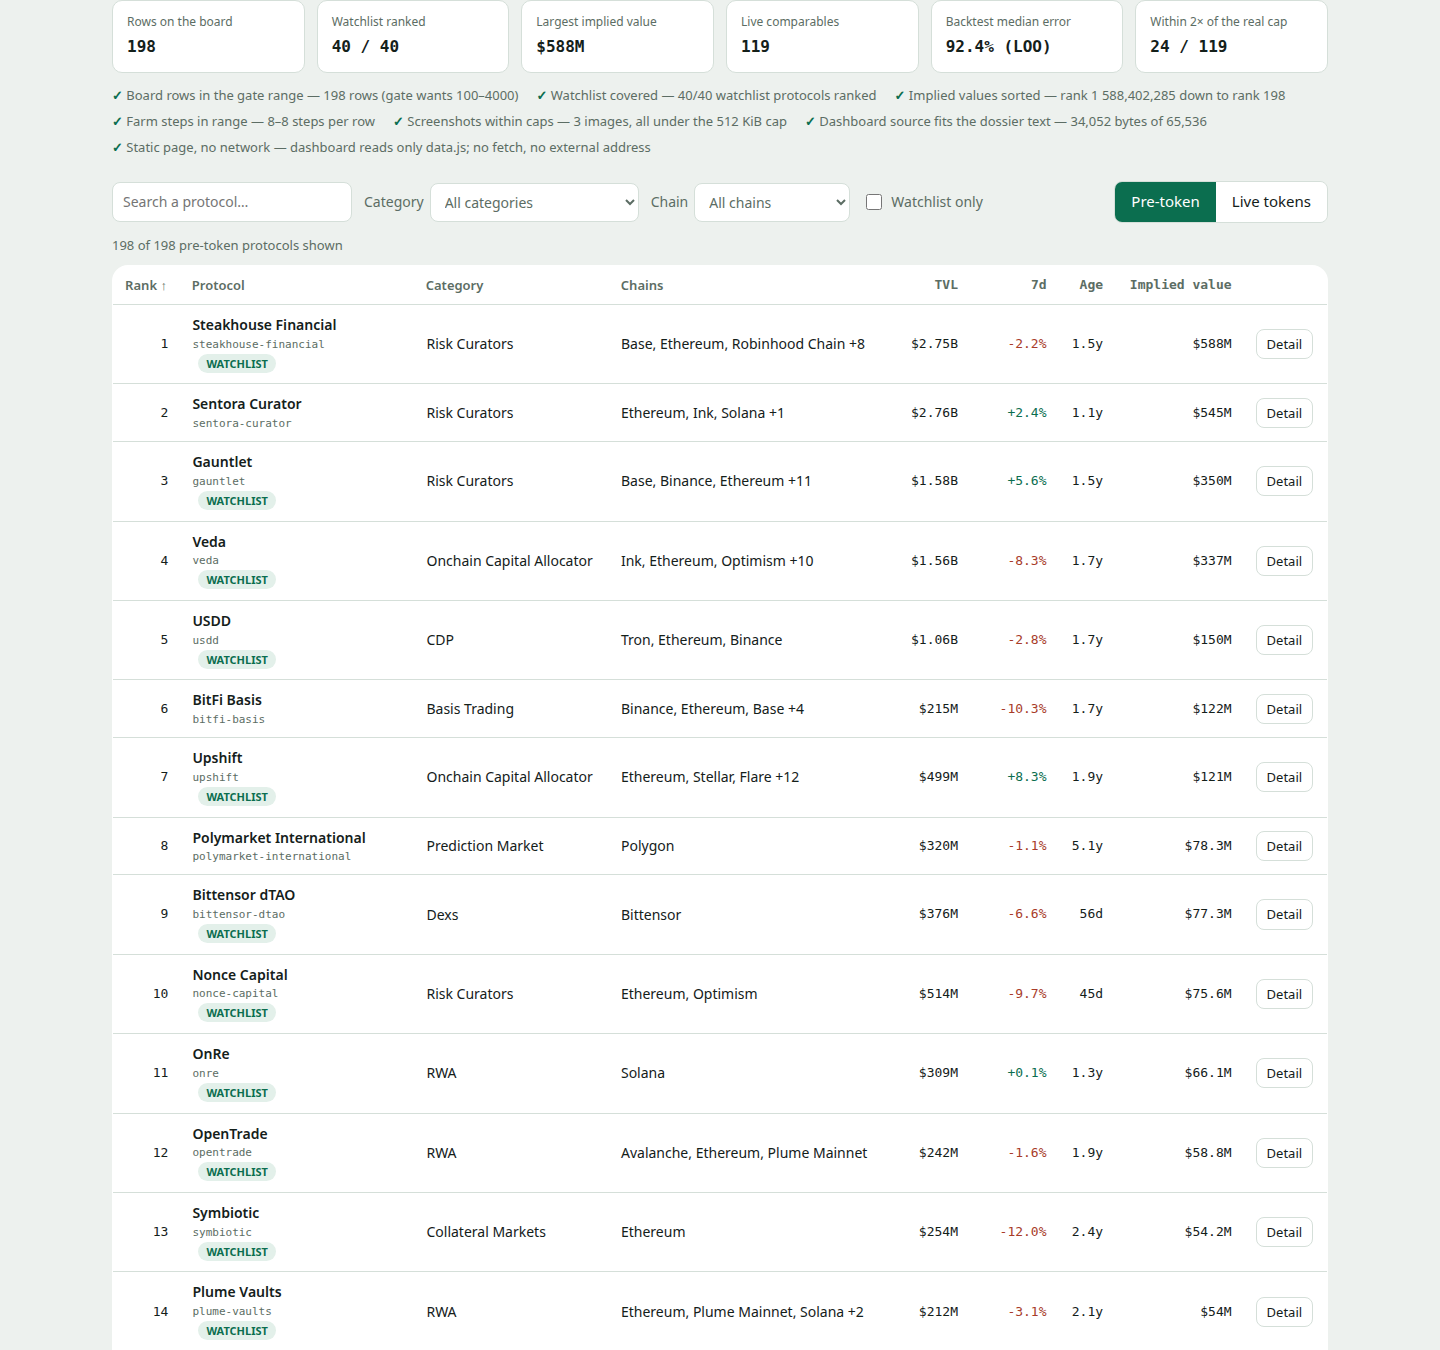 Rows on the board
198
Watchlist ranked
40 / 40
Largest implied value
$588M
Live comparables
119
Backtest median error
92.4% (LOO)
Within 2× of the real cap
24 / 119
✓ Board rows in the gate range — 198 rows (gate wants 100–4000) ✓ Watchlist covered — 40/40 watchlist protocols ranked ✓ Implied values sorted — rank 1 588,402,285 down to rank 198
✓ Farm steps in range — 8–8 steps per row ✓ Screenshots within caps — 3 images, all under the 512 KiB cap ✓ Dashboard source fits the dossier text — 34,052 bytes of 65,536
✓ Static page, no network — dashboard reads only data.js; no fetch, no external address
Search a protocol... Category All categories Chain All chains Watchlist only Pre-token Live tokens
198 of 198 pre-token protocols shown
Rank ↑ Protocol Category Chains TVL 7d Age Implied value
1 Steakhouse Financial Risk Curators Base, Ethereum, Robinhood Chain +8 $2.75B -2.2% 1.5y $588M Detail
steakhouse-financial
WATCHLIST
2 Sentora Curator Risk Curators Ethereum, Ink, Solana +1 $2.76B +2.4% 1.1y $545M Detail
sentora-curator
3 Gauntlet Risk Curators Base, Binance, Ethereum +11 $1.58B +5.6% 1.5y $350M Detail
gauntlet
WATCHLIST
4 Veda Onchain Capital Allocator Ink, Ethereum, Optimism +10 $1.56B -8.3% 1.7y $337M Detail
veda
WATCHLIST
5 USDD CDP Tron, Ethereum, Binance $1.06B -2.8% 1.7y $150M Detail
usdd
WATCHLIST
6 BitFi Basis Basis Trading Binance, Ethereum, Base +4 $215M -10.3% 1.7y $122M Detail
bitfi-basis
7 Upshift Onchain Capital Allocator Ethereum, Stellar, Flare +12 $499M +8.3% 1.9y $121M Detail
upshift
WATCHLIST
8 Polymarket International Prediction Market Polygon $320M -1.1% 5.1y $78.3M Detail
polymarket-international
9 Bittensor dTAO Dexs Bittensor $376M -6.6% 56d $77.3M Detail
bittensor-dtao
WATCHLIST
10 Nonce Capital Risk Curators Ethereum, Optimism $514M -9.7% 45d $75.6M Detail
nonce-capital
WATCHLIST
11 OnRe RWA Solana $309M +0.1% 1.3y $66.1M Detail
onre
WATCHLIST
12 OpenTrade RWA Avalanche, Ethereum, Plume Mainnet $242M -1.6% 1.9y $58.8M Detail
opentrade
WATCHLIST
13 Symbiotic Collateral Markets Ethereum $254M -12.0% 2.4y $54.2M Detail
symbiotic
WATCHLIST
14 Plume Vaults RWA Ethereum, Plume Mainnet, Solana +2 $212M -3.1% 2.1y $54M Detail
plume-vaults
WATCHLIST